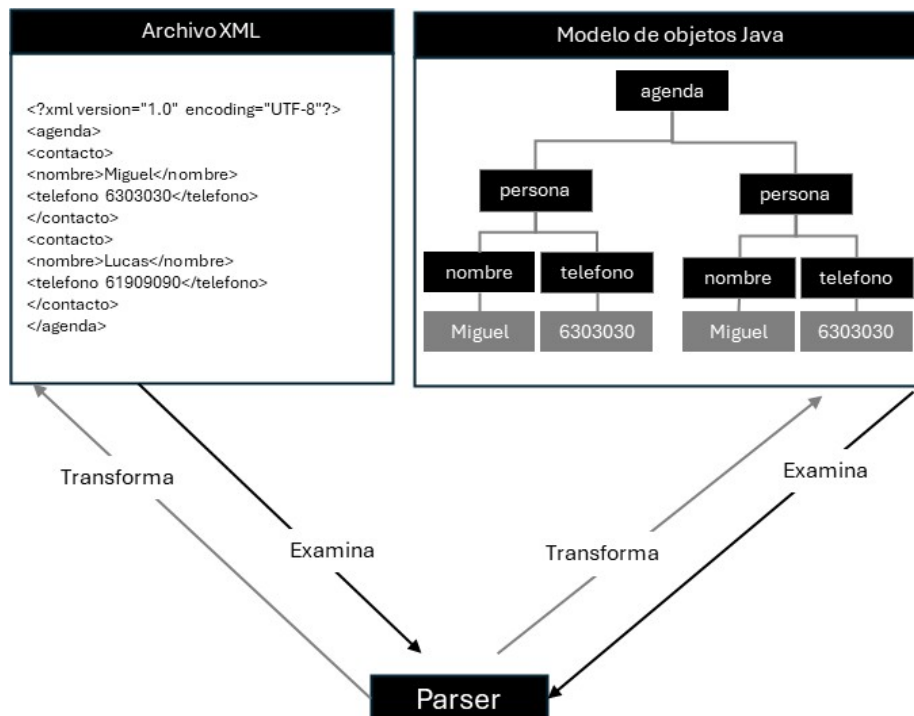 Archivo XML
<?xml version="1.0" encoding="UTF-8"?>
<agenda>
<contacto>
<nombre>Miguel</nombre>
<telefono 6303030</telefono>
</contacto>
<contacto>
<nombre>Lucas</nombre>
<telefono 61909090</telefono>
</contacto>
</agenda>
Modelo de objetos Java
agenda
persona
persona
nombre telefono nombre telefono
Miguel 6303030 Miguel 6303030
Transforma
Examina
Transforma
Examina
Parser